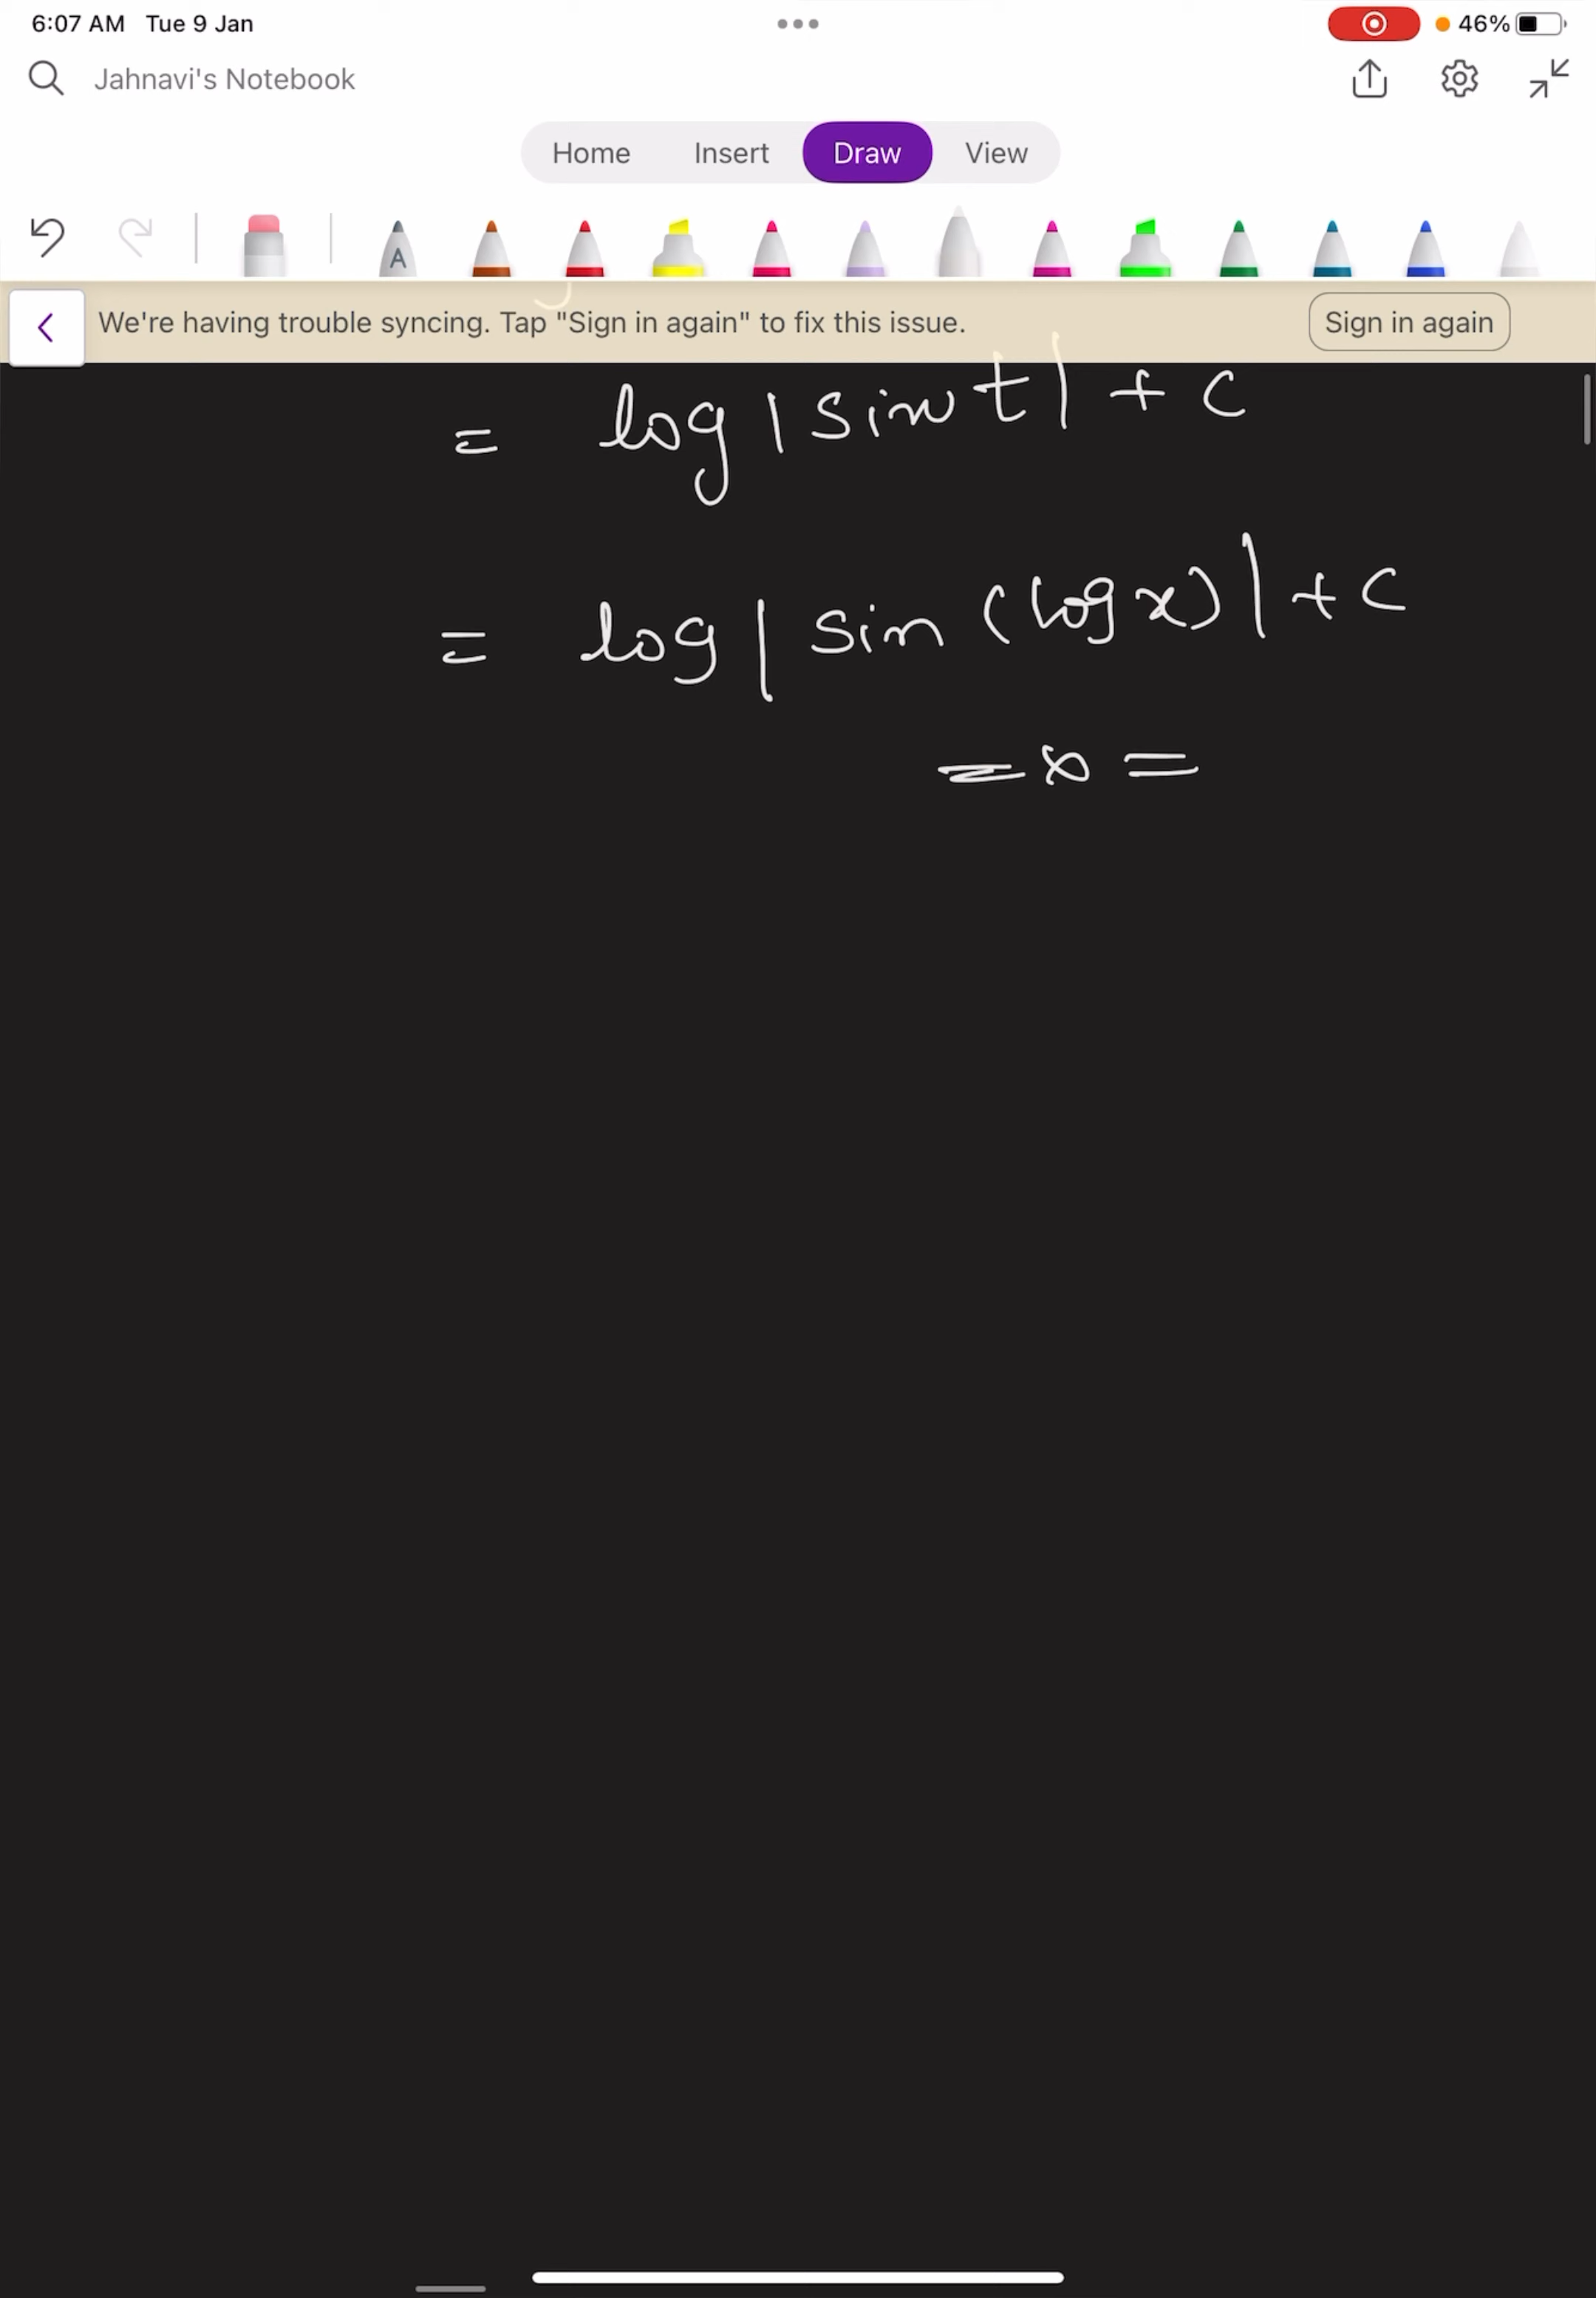 6:07 AM Tue 9 Jan
46%
Jahnavi's Notebook
Home Insert Draw View
A
We're having trouble syncing. Tap "Sign in again" to fix this issue. Sign in again
= log | sin t | + c
= log | sin (log x) | + c
= x =